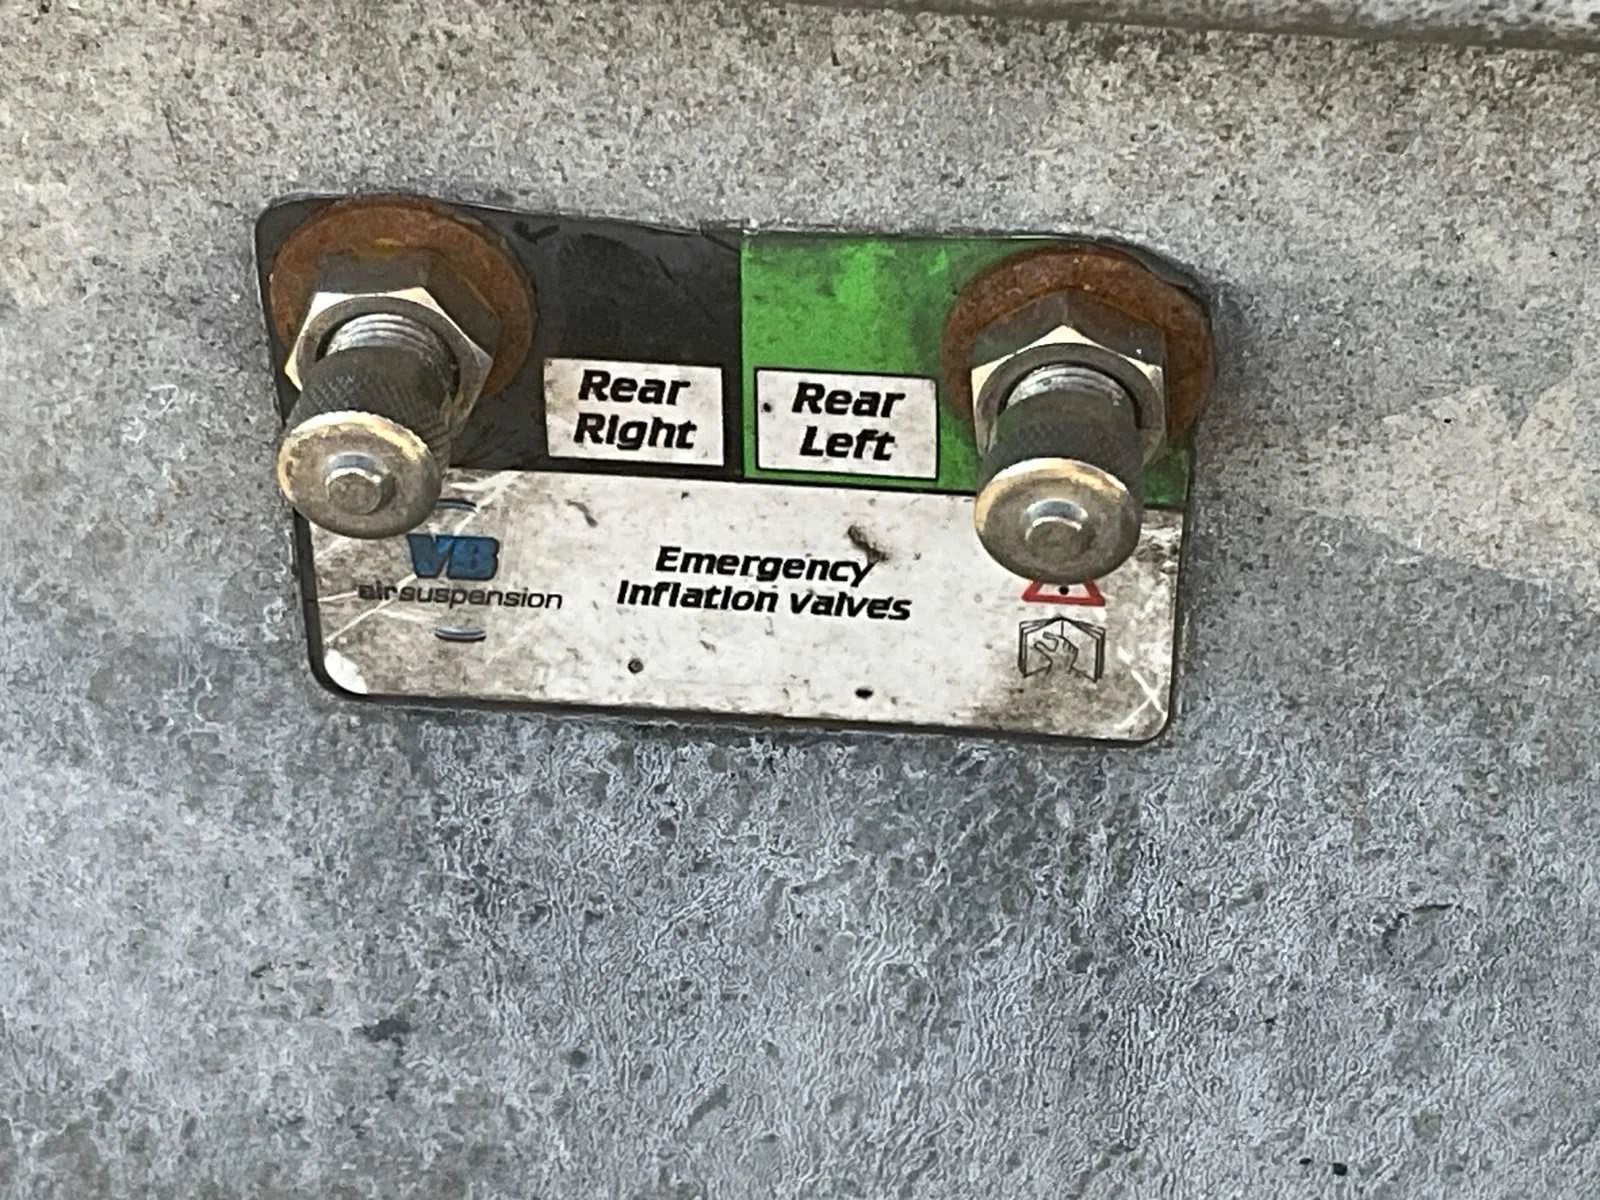 Rear
Right
Rear
Left
VB
airsuspension
Emergency
Inflation valves